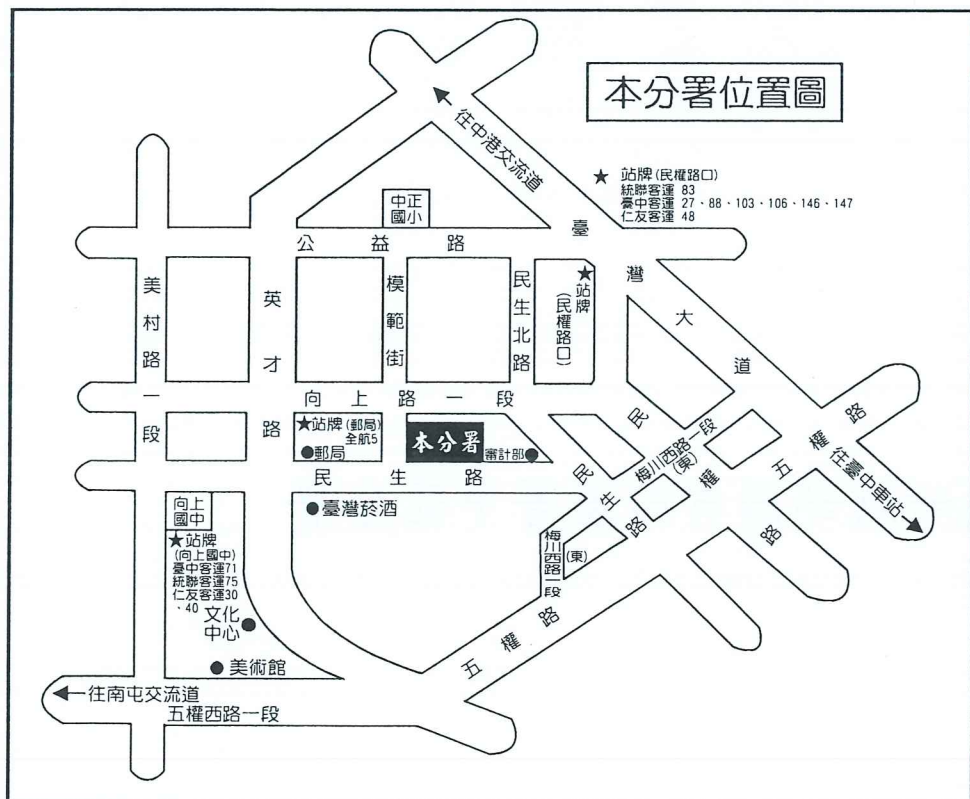 本分署位置圖
往中港交流道
★ 站牌(民權路口)
統聯客運 83
臺中客運 27、88、103、106、146、147
仁友客運 48
中正
國小
公益路
臺灣大道
美村路一段
英才路
模範街
民生北路
★站牌
(民權路口)
向上路一段
★站牌(郵局)
全航5
●郵局
本分署
審計部●
民生路
民生路
民權路
梅川西路一段
(東)
五權路
往臺中車站
向上
國中
★站牌
(向上國中)
臺中客運71
統聯客運75
仁友客運30
、40
●臺灣菸酒
文化
中心●
●美術館
梅川西路一段
(東)
五權路
往南屯交流道
五權西路一段